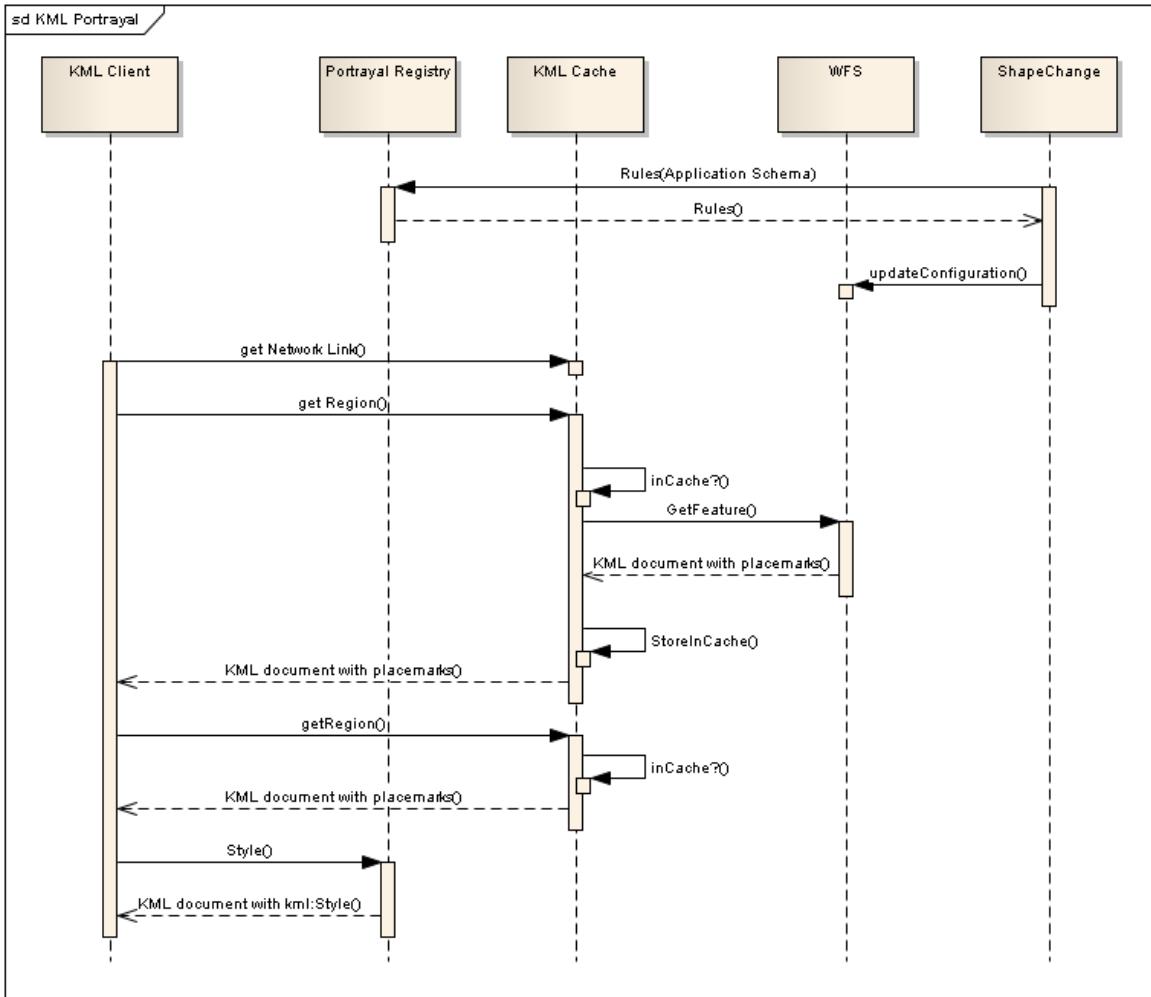 sd KML Portrayal
KML Client
Portrayal Registry
KML Cache
WFS
ShapeChange
Rules(Application Schema)
Rules()
updateConfiguration()
get Network Link()
get Region()
inCache?()
GetFeature()
KML document with placemarks()
StoreInCache()
KML document with placemarks()
getRegion()
inCache?()
KML document with placemarks()
Style()
KML document with kml:Style()